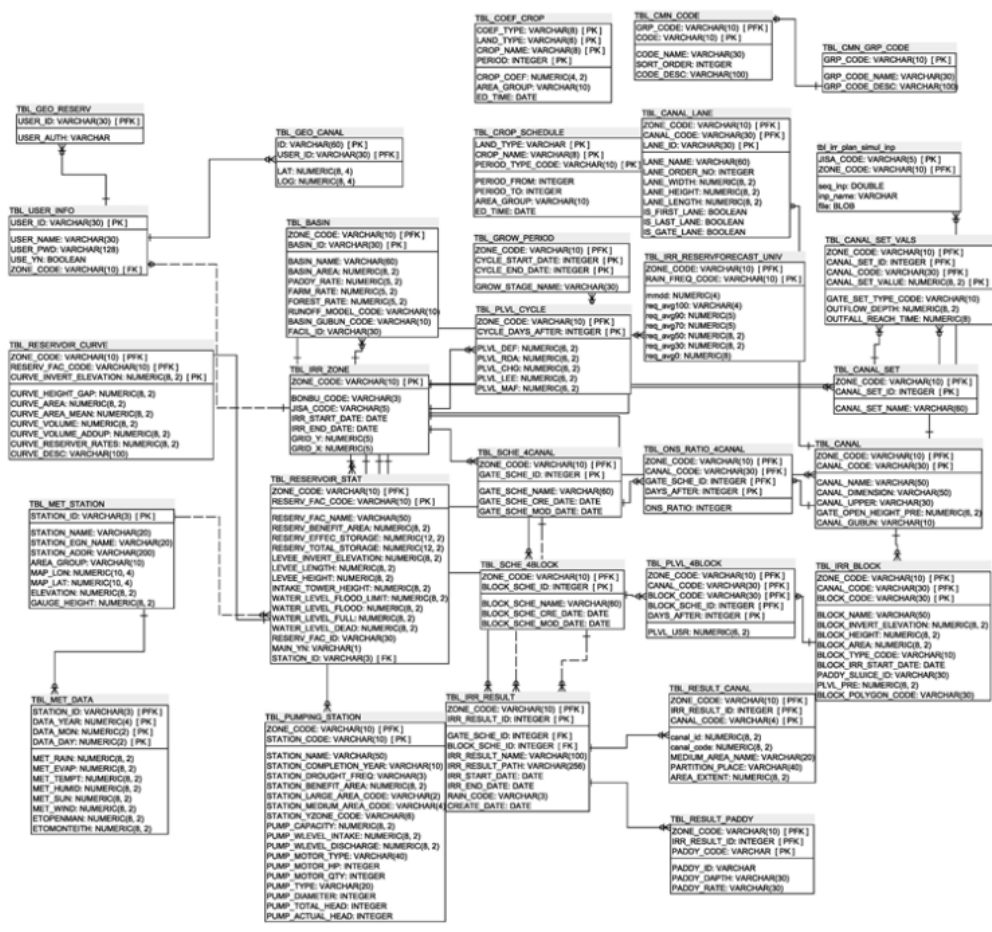 TBL_COEF_CROP
COEF_TYPE: VARCHAR(8) [ PK ]
LAND_TYPE: VARCHAR(6) [ PK ]
CROP_NAME: VARCHAR(8) [ PK ]
PERIOD: INTEGER [ PK ]
CROP_COEF: NUMERIC(4, 2)
AREA_GROUP: VARCHAR(10)
ED_TIME: DATE
TBL_CMN_CODE
GRP_CODE: VARCHAR(10) [ PFK ]
CODE: VARCHAR(10) [ PK ]
CODE_NAME: VARCHAR(30)
SORT_ORDER: INTEGER
CODE_DESC: VARCHAR(100)
TBL_CMN_GRP_CODE
GRP_CODE: VARCHAR(10) [ PK ]
GRP_CODE_NAME: VARCHAR(30)
GRP_CODE_DESC: VARCHAR(100)
TBL_GEO_RESERV
USER_ID: VARCHAR(30) [ PFK ]
USER_AUTH: VARCHAR
TBL_GEO_CANAL
ID: VARCHAR(60) [ PK ]
USER_ID: VARCHAR(30) [ PFK ]
LAT: NUMERIC(8, 4)
LOG: NUMERIC(8, 4)
TBL_CROP_SCHEDULE
LAND_TYPE: VARCHAR [ PK ]
CROP_NAME: VARCHAR(8) [ PK ]
PERIOD_TYPE_CODE: VARCHAR(10) [ PK ]
PERIOD_FROM: INTEGER
PERIOD_TO: INTEGER
AREA_GROUP: VARCHAR(10)
ED_TIME: DATE
TBL_CANAL_LANE
ZONE_CODE: VARCHAR(10) [ PFK ]
CANAL_CODE: VARCHAR(30) [ PFK ]
LANE_ID: VARCHAR(30) [ PK ]
LANE_NAME: VARCHAR(60)
LANE_ORDER_NO: INTEGER
LANE_WIDTH: NUMERIC(8, 2)
LANE_HEIGHT: NUMERIC(8, 2)
LANE_LENGTH: NUMERIC(8, 2)
IS_FIRST_LANE: BOOLEAN
IS_LAST_LANE: BOOLEAN
IS_GATE_LANE: BOOLEAN
tbl_irr_plan_simul_inp
JISA_CODE: VARCHAR(5) [ PK ]
ZONE_CODE: VARCHAR(10) [ PFK ]
seq_inp: DOUBLE
inp_name: VARCHAR
file: BLOB
TBL_USER_INFO
USER_ID: VARCHAR(30) [ PK ]
USER_NAME: VARCHAR(30)
USER_PWD: VARCHAR(128)
USE_YN: BOOLEAN
ZONE_CODE: VARCHAR(10) [ FK ]
TBL_BASIN
ZONE_CODE: VARCHAR(10) [ PFK ]
BASIN_ID: VARCHAR(30) [ PK ]
BASIN_NAME: VARCHAR(60)
BASIN_AREA: NUMERIC(8, 2)
PADDY_RATE: NUMERIC(5, 2)
FARM_RATE: NUMERIC(5, 2)
FOREST_RATE: NUMERIC(5, 2)
RUNOFF_MODEL_CODE: VARCHAR(10)
BASIN_GUBUN_CODE: VARCHAR(10)
FACIL_ID: VARCHAR(30)
TBL_GROW_PERIOD
ZONE_CODE: VARCHAR(10) [ PFK ]
CYCLE_START_DATE: INTEGER [ PK ]
CYCLE_END_DATE: INTEGER [ PK ]
GROW_STAGE_NAME: VARCHAR(30)
TBL_IRR_RESERVFORECAST_UNIV
ZONE_CODE: VARCHAR(10) [ PFK ]
RAIN_FREQ_CODE: VARCHAR(10) [ PK ]
mmdd: NUMERIC(4)
req_avg100: VARCHAR(4)
req_avg90: NUMERIC(5)
req_avg70: NUMERIC(5)
req_avg50: NUMERIC(8, 2)
req_avg30: NUMERIC(8, 2)
req_avg0: NUMERIC(8)
TBL_CANAL_SET_VALS
ZONE_CODE: VARCHAR(10) [ PFK ]
CANAL_SET_ID: INTEGER [ PFK ]
CANAL_CODE: VARCHAR(30) [ PFK ]
CANAL_SET_VALUE: NUMERIC(8, 2) [ PK ]
GATE_SET_TYPE_CODE: VARCHAR(10)
OUTFLOW_DEPTH: NUMERIC(8, 2)
OUTFALL_REACH_TIME: NUMERIC(8)
TBL_PLVL_CYCLE
ZONE_CODE: VARCHAR(10) [ PFK ]
CYCLE_DAYS_AFTER: INTEGER [ PK ]
PLVL_DEF: NUMERIC(6, 2)
PLVL_RDA: NUMERIC(6, 2)
PLVL_CHG: NUMERIC(6, 2)
PLVL_LEE: NUMERIC(6, 2)
PLVL_MAF: NUMERIC(6, 2)
TBL_RESERVOIR_CURVE
ZONE_CODE: VARCHAR(10) [ PFK ]
RESERV_FAC_CODE: VARCHAR(10) [ PFK ]
CURVE_INVERT_ELEVATION: NUMERIC(8, 2) [ PK ]
CURVE_HEIGHT_GAP: NUMERIC(8, 2)
CURVE_AREA: NUMERIC(8, 2)
CURVE_AREA_MEAN: NUMERIC(8, 2)
CURVE_VOLUME: NUMERIC(8, 2)
CURVE_VOLUME_ADDUP: NUMERIC(8, 2)
CURVE_RESERVER_RATES: NUMERIC(8, 2)
CURVE_DESC: VARCHAR(100)
TBL_IRR_ZONE
ZONE_CODE: VARCHAR(10) [ PK ]
BONBU_CODE: VARCHAR(3)
JISA_CODE: VARCHAR(5)
IRR_START_DATE: DATE
IRR_END_DATE: DATE
GRID_Y: NUMERIC(5)
GRID_X: NUMERIC(5)
TBL_CANAL_SET
ZONE_CODE: VARCHAR(10) [ PFK ]
CANAL_SET_ID: INTEGER [ PK ]
CANAL_SET_NAME: VARCHAR(60)
TBL_SCHE_4CANAL
ZONE_CODE: VARCHAR(10) [ PFK ]
GATE_SCHE_ID: INTEGER [ PK ]
GATE_SCHE_NAME: VARCHAR(60)
GATE_SCHE_CRE_DATE: DATE
GATE_SCHE_MOD_DATE: DATE
TBL_ONS_RATIO_4CANAL
ZONE_CODE: VARCHAR(10) [ PFK ]
CANAL_CODE: VARCHAR(30) [ PFK ]
GATE_SCHE_ID: INTEGER [ PFK ]
DAYS_AFTER: INTEGER [ PK ]
ONS_RATIO: INTEGER
TBL_CANAL
ZONE_CODE: VARCHAR(10) [ PFK ]
CANAL_CODE: VARCHAR(30) [ PK ]
CANAL_NAME: VARCHAR(50)
CANAL_DIMENSION: VARCHAR(50)
CANAL_UPPER: VARCHAR(30)
GATE_OPEN_HEIGHT_PRE: NUMERIC(8, 2)
CANAL_GUBUN: VARCHAR(10)
TBL_MET_STATION
STATION_ID: VARCHAR(3) [ PK ]
STATION_NAME: VARCHAR(20)
STATION_EGN_NAME: VARCHAR(20)
STATION_ADDR: VARCHAR(200)
AREA_GROUP: VARCHAR(10)
MAP_LON: NUMERIC(10, 4)
MAP_LAT: NUMERIC(10, 4)
ELEVATION: NUMERIC(8, 2)
GAUGE_HEIGHT: NUMERIC(8, 2)
TBL_RESERVOIR_STAT
ZONE_CODE: VARCHAR(10) [ PFK ]
RESERV_FAC_CODE: VARCHAR(10) [ PK ]
RESERV_FAC_NAME: VARCHAR(50)
RESERV_BENEFIT_AREA: NUMERIC(8, 2)
RESERV_EFFEC_STORAGE: NUMERIC(12, 2)
RESERV_TOTAL_STORAGE: NUMERIC(12, 2)
LEVEE_INVERT_ELEVATION: NUMERIC(8, 2)
LEVEE_LENGTH: NUMERIC(8, 2)
LEVEE_HEIGHT: NUMERIC(8, 2)
INTAKE_TOWER_HEIGHT: NUMERIC(8, 2)
WATER_LEVEL_FLOOD_LIMIT: NUMERIC(8, 2)
WATER_LEVEL_FLOOD: NUMERIC(8, 2)
WATER_LEVEL_FULL: NUMERIC(8, 2)
WATER_LEVEL_DEAD: NUMERIC(8, 2)
RESERV_FAC_ID: VARCHAR(30)
MAIN_YN: VARCHAR(1)
STATION_ID: VARCHAR(3) [ FK ]
TBL_SCHE_4BLOCK
ZONE_CODE: VARCHAR(10) [ PFK ]
BLOCK_SCHE_ID: INTEGER [ PK ]
BLOCK_SCHE_NAME: VARCHAR(60)
BLOCK_SCHE_CRE_DATE: DATE
BLOCK_SCHE_MOD_DATE: DATE
TBL_PLVL_4BLOCK
ZONE_CODE: VARCHAR(10) [ PFK ]
CANAL_CODE: VARCHAR(30) [ PFK ]
BLOCK_CODE: VARCHAR(30) [ PFK ]
BLOCK_SCHE_ID: INTEGER [ PFK ]
DAYS_AFTER: INTEGER [ PK ]
PLVL_USR: NUMERIC(6, 2)
TBL_IRR_BLOCK
ZONE_CODE: VARCHAR(10) [ PFK ]
CANAL_CODE: VARCHAR(30) [ PFK ]
BLOCK_CODE: VARCHAR(30) [ PK ]
BLOCK_NAME: VARCHAR(50)
BLOCK_INVERT_ELEVATION: NUMERIC(8, 2)
BLOCK_HEIGHT: NUMERIC(8, 2)
BLOCK_AREA: NUMERIC(8, 2)
BLOCK_TYPE_CODE: VARCHAR(10)
BLOCK_IRR_START_DATE: DATE
PADDY_SLUICE_ID: VARCHAR(30)
PLVL_PRE: NUMERIC(8, 2)
BLOCK_POLYGON_CODE: VARCHAR(30)
TBL_MET_DATA
STATION_ID: VARCHAR(3) [ PFK ]
DATA_YEAR: NUMERIC(4) [ PK ]
DATA_MON: NUMERIC(2) [ PK ]
DATA_DAY: NUMERIC(2) [ PK ]
MET_RAIN: NUMERIC(8, 2)
MET_EVAP: NUMERIC(8, 2)
MET_TEMPT: NUMERIC(8, 2)
MET_HUMID: NUMERIC(8, 2)
MET_SUN: NUMERIC(8, 2)
MET_WIND: NUMERIC(8, 2)
ETOPENMAN: NUMERIC(8, 2)
ETOMONTEITH: NUMERIC(8, 2)
TBL_PUMPING_STATION
ZONE_CODE: VARCHAR(10) [ PFK ]
STATION_CODE: VARCHAR(10) [ PK ]
STATION_NAME: VARCHAR(50)
STATION_COMPLETION_YEAR: VARCHAR(10)
STATION_DROUGHT_FREQ: VARCHAR(3)
STATION_BENEFIT_AREA: NUMERIC(8, 2)
STATION_LARGE_AREA_CODE: VARCHAR(2)
STATION_MEDIUM_AREA_CODE: VARCHAR(4)
STATION_YZONE_CODE: VARCHAR(6)
PUMP_CAPACITY: NUMERIC(8, 2)
PUMP_WLEVEL_INTAKE: NUMERIC(8, 2)
PUMP_WLEVEL_DISCHARGE: NUMERIC(8, 2)
PUMP_MOTOR_TYPE: VARCHAR(40)
PUMP_MOTOR_HP: INTEGER
PUMP_MOTOR_QTY: INTEGER
PUMP_TYPE: VARCHAR(20)
PUMP_DIAMETER: INTEGER
PUMP_TOTAL_HEAD: INTEGER
PUMP_ACTUAL_HEAD: INTEGER
TBL_IRR_RESULT
ZONE_CODE: VARCHAR(10) [ PFK ]
IRR_RESULT_ID: INTEGER [ PK ]
GATE_SCHE_ID: INTEGER [ FK ]
BLOCK_SCHE_ID: INTEGER [ FK ]
IRR_RESULT_NAME: VARCHAR(100)
IRR_RESULT_PATH: VARCHAR(256)
IRR_START_DATE: DATE
IRR_END_DATE: DATE
RAIN_CODE: VARCHAR(3)
CREATE_DATE: DATE
TBL_RESULT_CANAL
ZONE_CODE: VARCHAR(10) [ PFK ]
IRR_RESULT_ID: INTEGER [ PFK ]
CANAL_CODE: VARCHAR(4) [ PK ]
canal_id: NUMERIC(8, 2)
canal_code: NUMERIC(8, 2)
MEDIUM_AREA_NAME: VARCHAR(20)
PARTITION_PLACE: VARCHAR(40)
AREA_EXTENT: NUMERIC(8, 2)
TBL_RESULT_PADDY
ZONE_CODE: VARCHAR(10) [ PFK ]
IRR_RESULT_ID: INTEGER [ PFK ]
PADDY_CODE: VARCHAR [ PK ]
PADDY_ID: VARCHAR
PADDY_DAPTH: VARCHAR(30)
PADDY_RATE: VARCHAR(30)